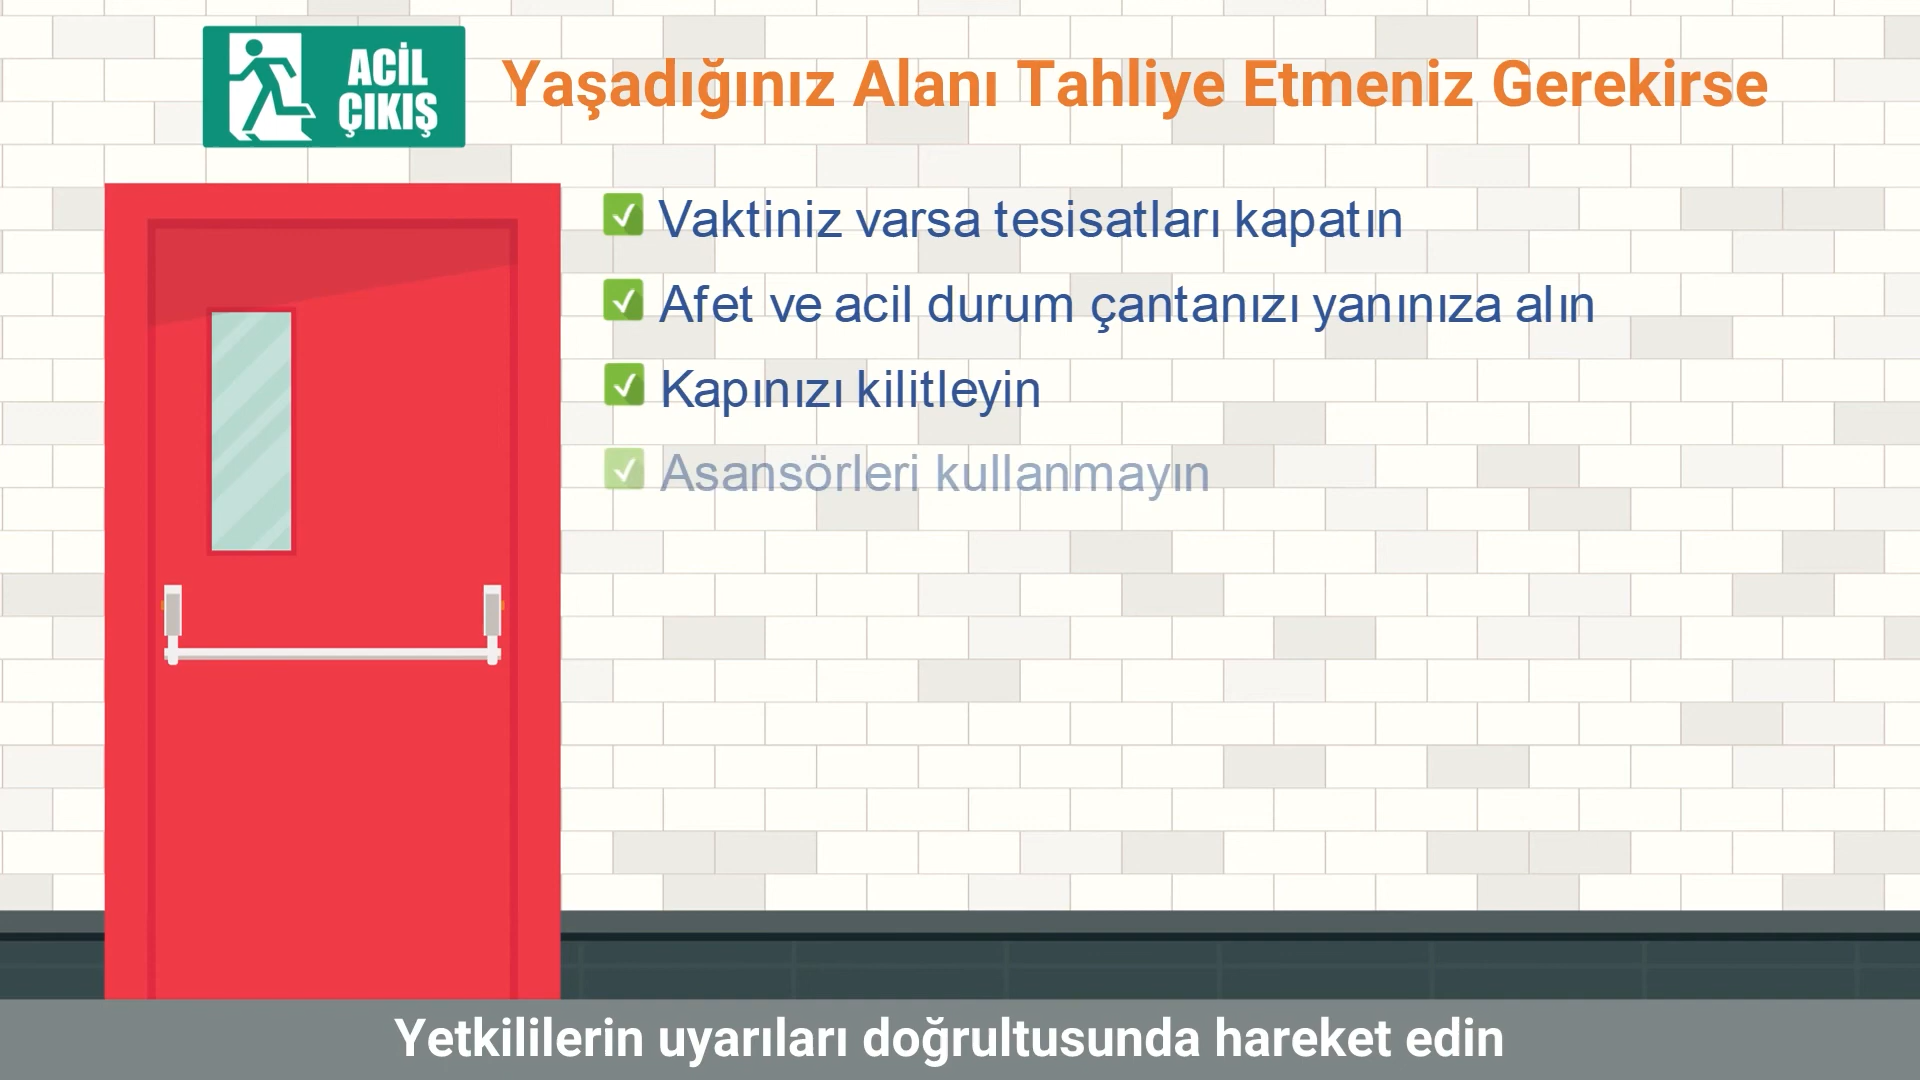 ACİL
ÇIKIŞ
Yaşadığınız Alanı Tahliye Etmeniz Gerekirse
Vaktiniz varsa tesisatları kapatın
Afet ve acil durum çantanızı yanınıza alın
Kapınızı kilitleyin
Asansörleri kullanmayın
Yetkililerin uyarıları doğrultusunda hareket edin